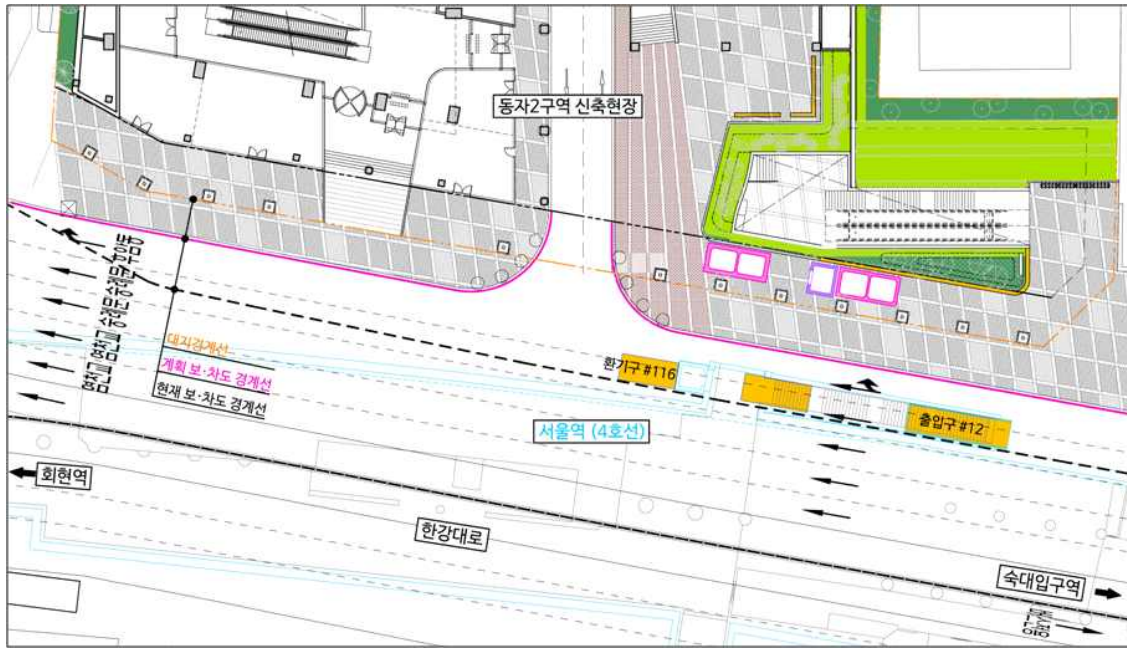 동자2구역 신축현장
대지경계선
계획 보·차도 경계선
현재 보·차도 경계선
환기구 #116
출입구 #12
서울역 (4호선)
회현역
한강대로
숙대입구역